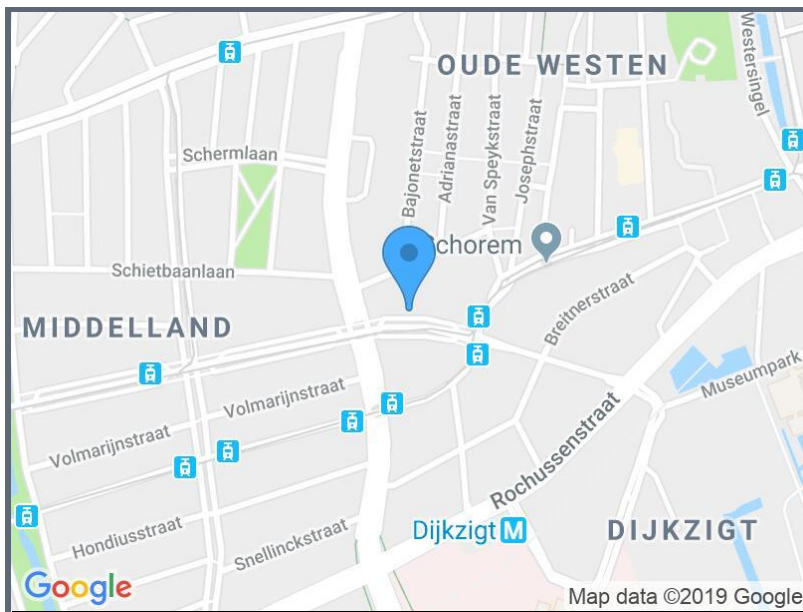 OUDE WESTEN
Westersingel
Schermlaan
Bajonetstraat
Adrianastraat
Van Speykstraat
Josephstraat
chorem
Schietbaanlaan
MIDDELLAND
Breitnerstraat
Museumpark
Volmarijnstraat
Volmarijnstraat
Rochussenstraat
Hondiusstraat
Snellinckstraat
Dijkzigt M
DIJKZIGT
Google
Map data ©2019 Google